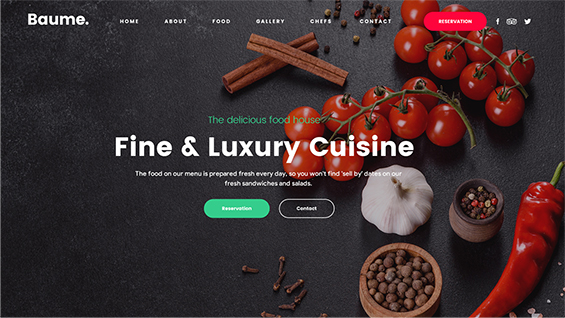 Baume.
HOME
ABOUT
FOOD
GALLERY
CHEFS
CONTACT
RESERVATION
The delicious food house
Fine & Luxury Cuisine
The food on our menu is prepared fresh every day, so you won't find 'sell by' dates on our
fresh sandwiches and salads.
Reservation
Contact